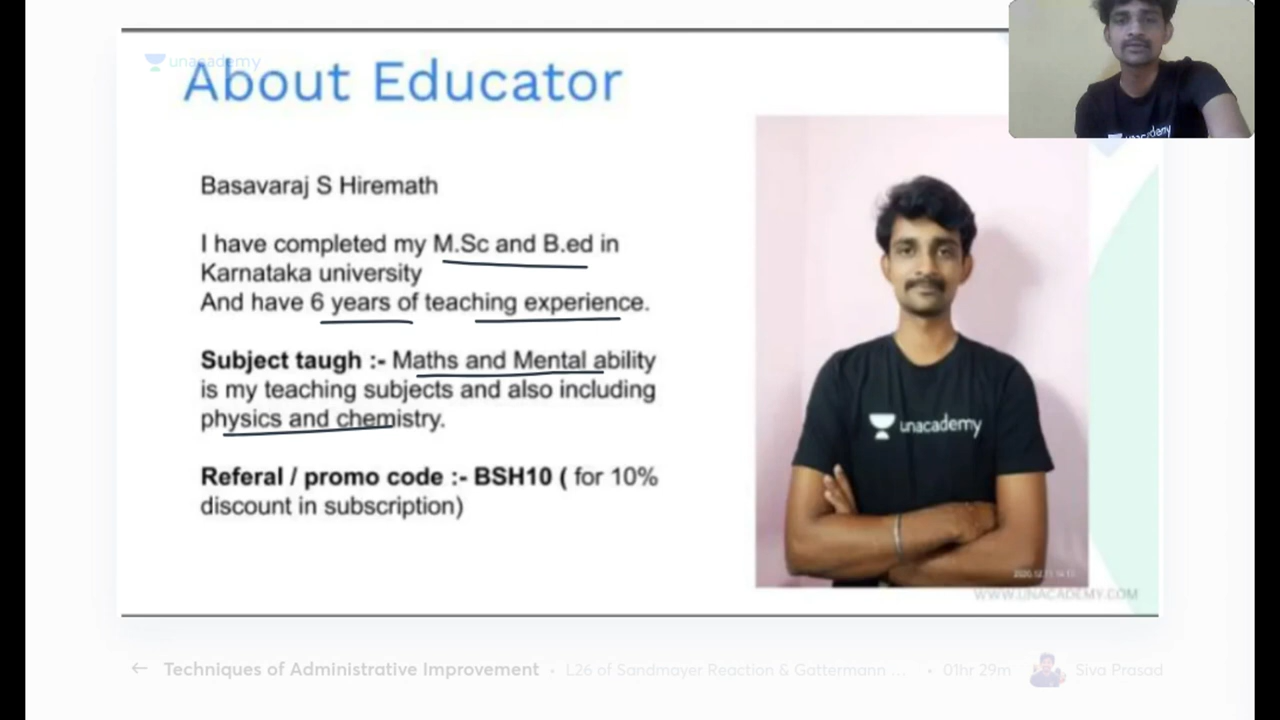 unacademy
About Educator
Basavaraj S Hiremath
I have completed my M.Sc and B.ed in
Karnataka university
And have 6 years of teaching experience.
Subject taugh :- Maths and Mental ability
is my teaching subjects and also including
physics and chemistry.
Referal / promo code :- BSH10 ( for 10%
discount in subscription)
unacademy
unacademy
WWW.UNACADEMY.COM
← Techniques of Administrative Improvement • L26 of Sandmayer Reaction & Gattermann ... • 01hr 29m Siva Prasad